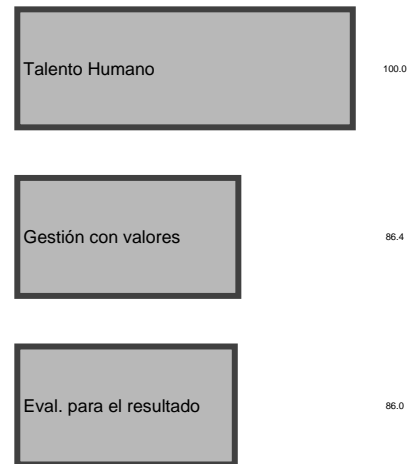 Talento Humano 100.0
Gestión con valores 86.4
Eval. para el resultado 86.0